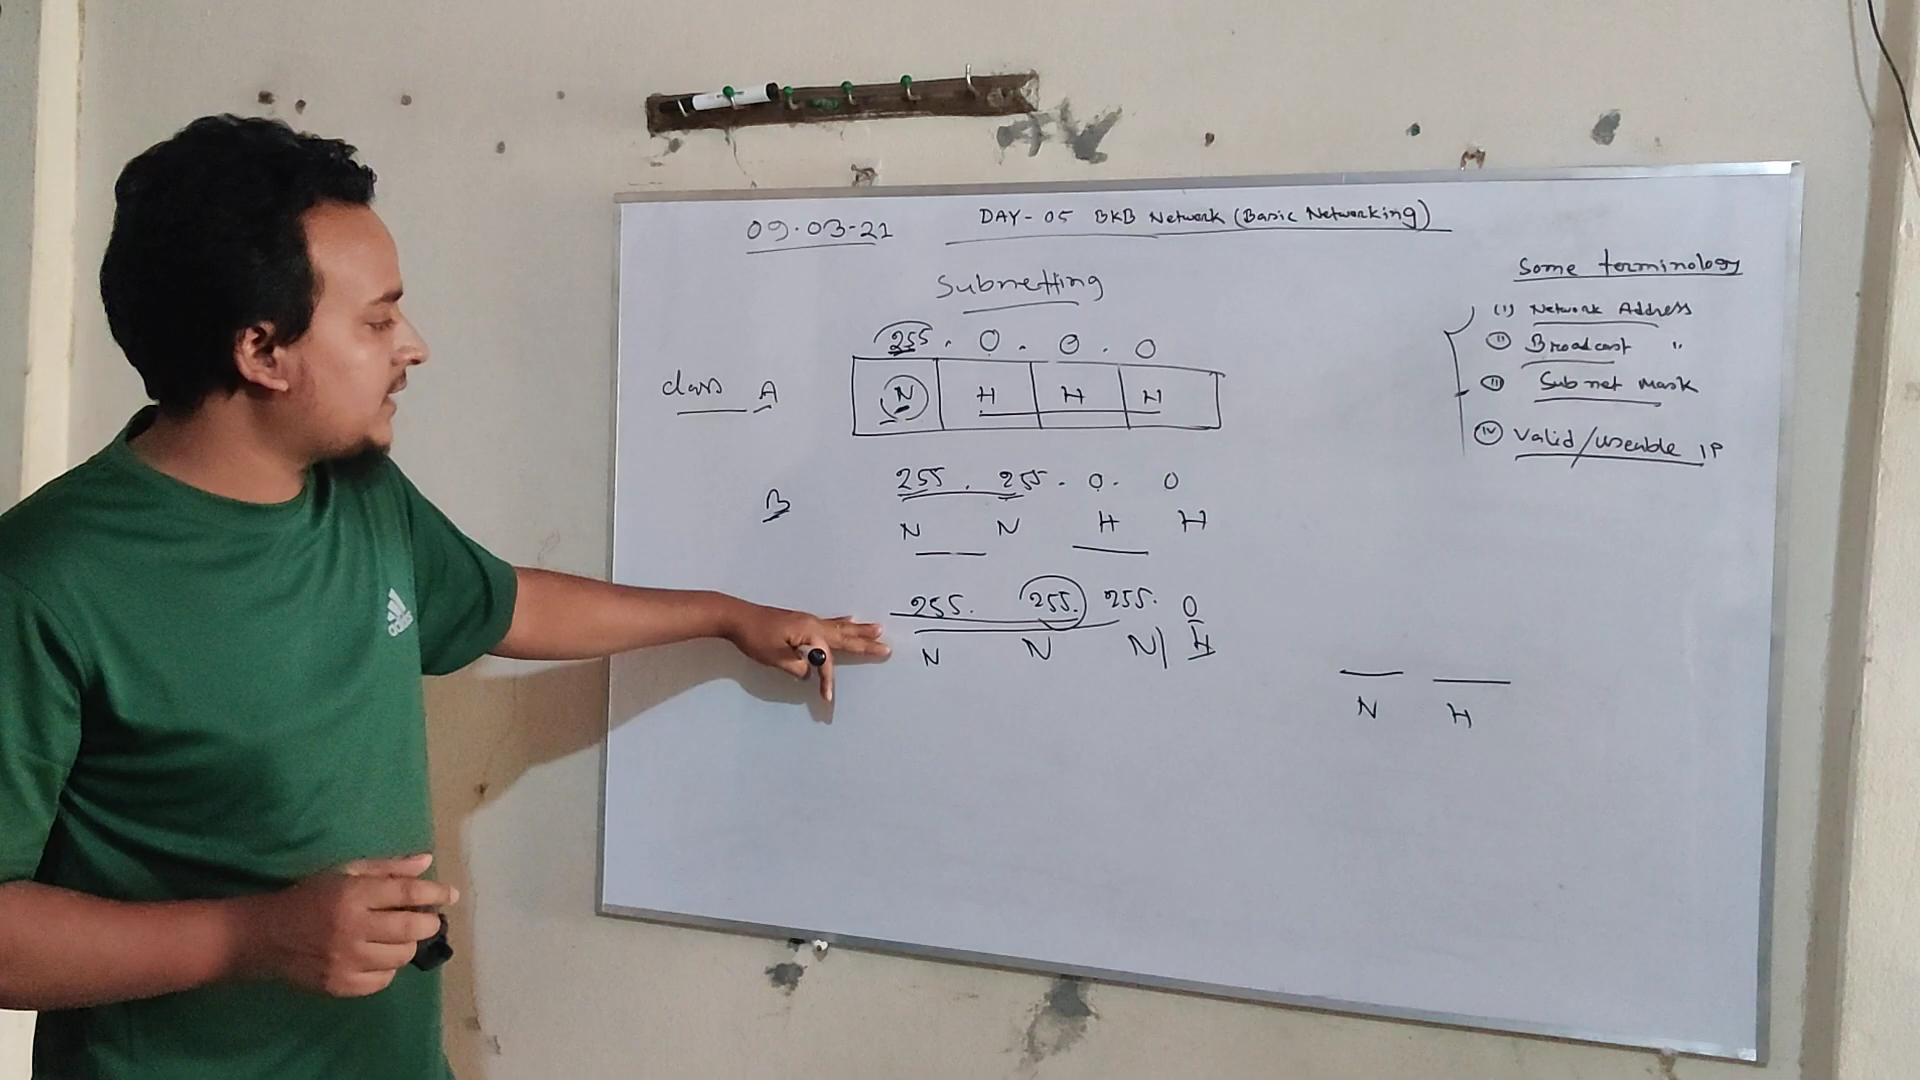 09.03-21
DAY-05 BKB Network (Basic Networking)
Subnetting
Some terminology
(1) Network Address
(ii) Broadcast "
(iii) Subnet Mask
(iv) Valid/useable IP
255 . 0 . 0 . 0
class A
N H H H
255 . 255 . 0 . 0
B
N N H H
255. 255. 255. 0
N N N | H
N H
adidas